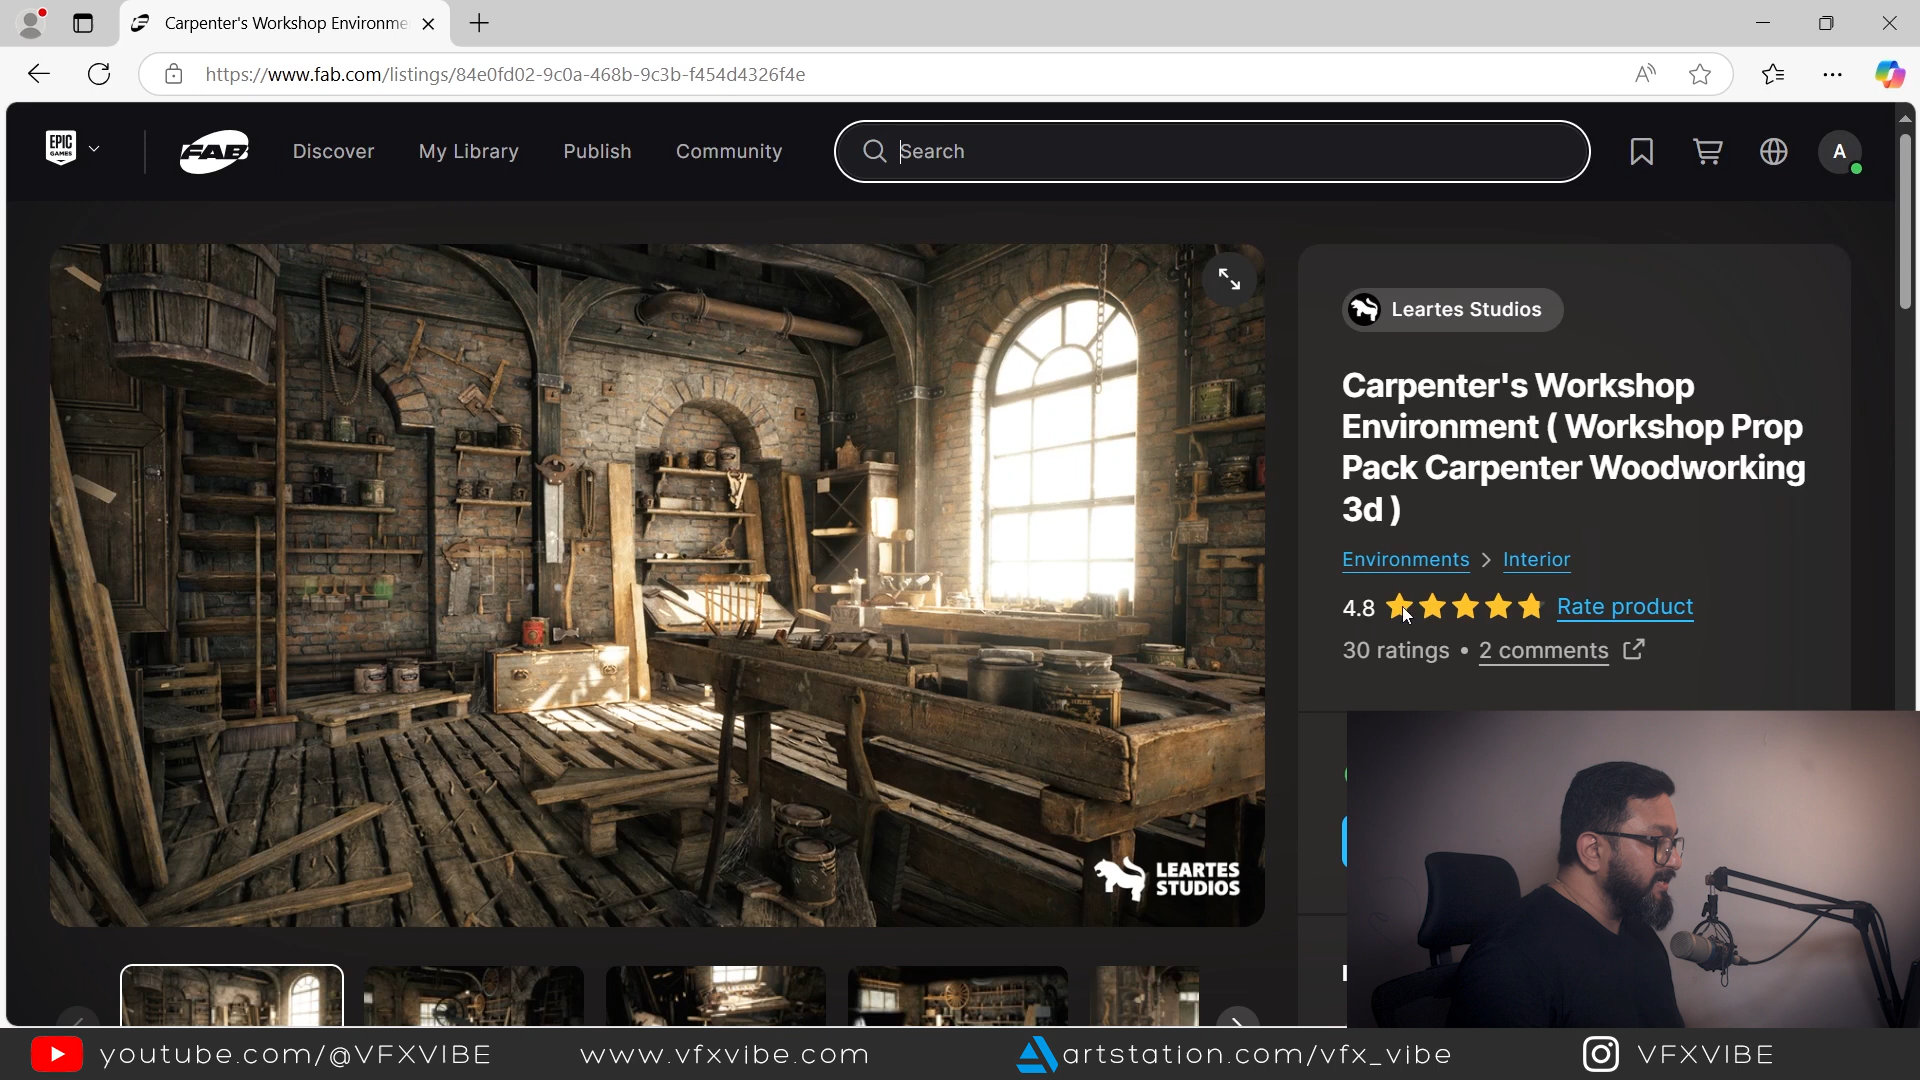 Carpenter's Workshop Environme
https://www.fab.com/listings/84e0fd02-9c0a-468b-9c3b-f454d4326f4e
EPIC
GAMES
FAB
Discover
My Library
Publish
Community
Search
A
Leartes Studios
Carpenter's Workshop
Environment ( Workshop Prop
Pack Carpenter Woodworking
3d )
Environments > Interior
4.8
Rate product
30 ratings • 2 comments
LEARTES
STUDIOS
youtube.com/@VFXVIBE
www.vfxvibe.com
artstation.com/vfx_vibe
VFXVIBE